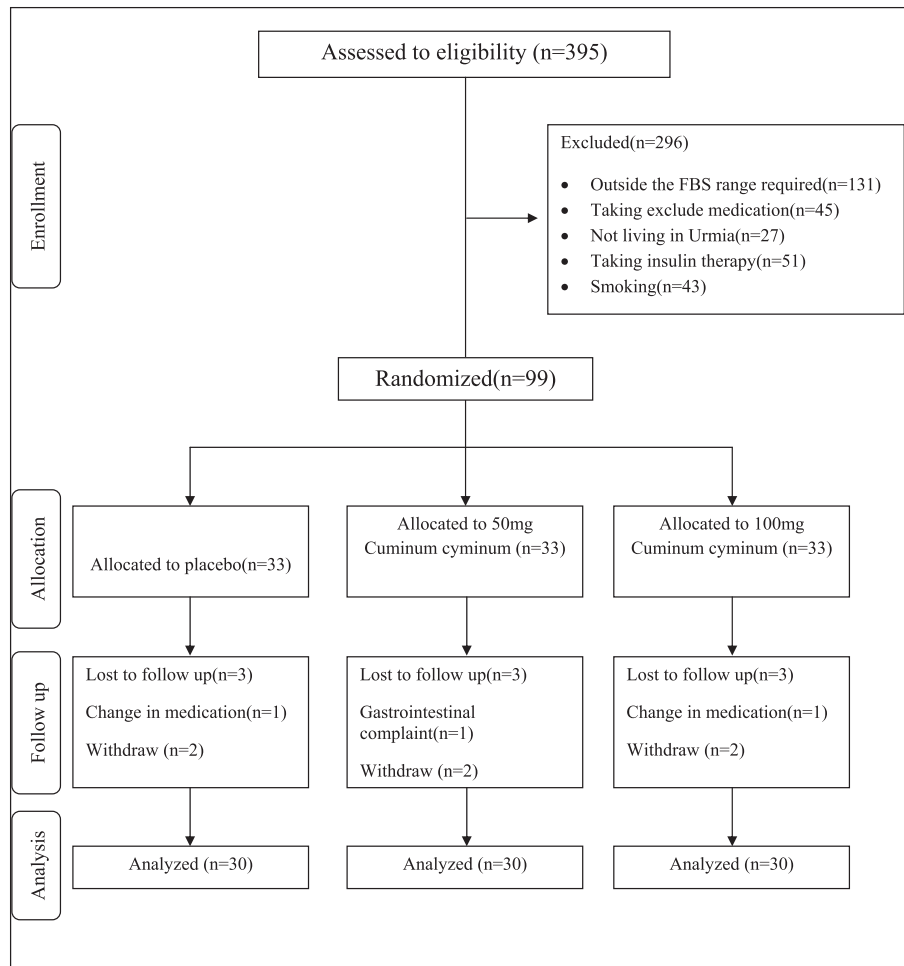 Assessed to eligibility (n=395)
Enrollment
Excluded(n=296)
• Outside the FBS range required(n=131)
• Taking exclude medication(n=45)
• Not living in Urmia(n=27)
• Taking insulin therapy(n=51)
• Smoking(n=43)
Randomized(n=99)
Allocation
Allocated to placebo(n=33)
Allocated to 50mg
Cuminum cyminum (n=33)
Allocated to 100mg
Cuminum cyminum (n=33)
Follow up
Lost to follow up(n=3)
Change in medication(n=1)
Withdraw (n=2)
Lost to follow up(n=3)
Gastrointestinal
complaint(n=1)
Withdraw (n=2)
Lost to follow up(n=3)
Change in medication(n=1)
Withdraw (n=2)
Analysis
Analyzed (n=30)
Analyzed (n=30)
Analyzed (n=30)